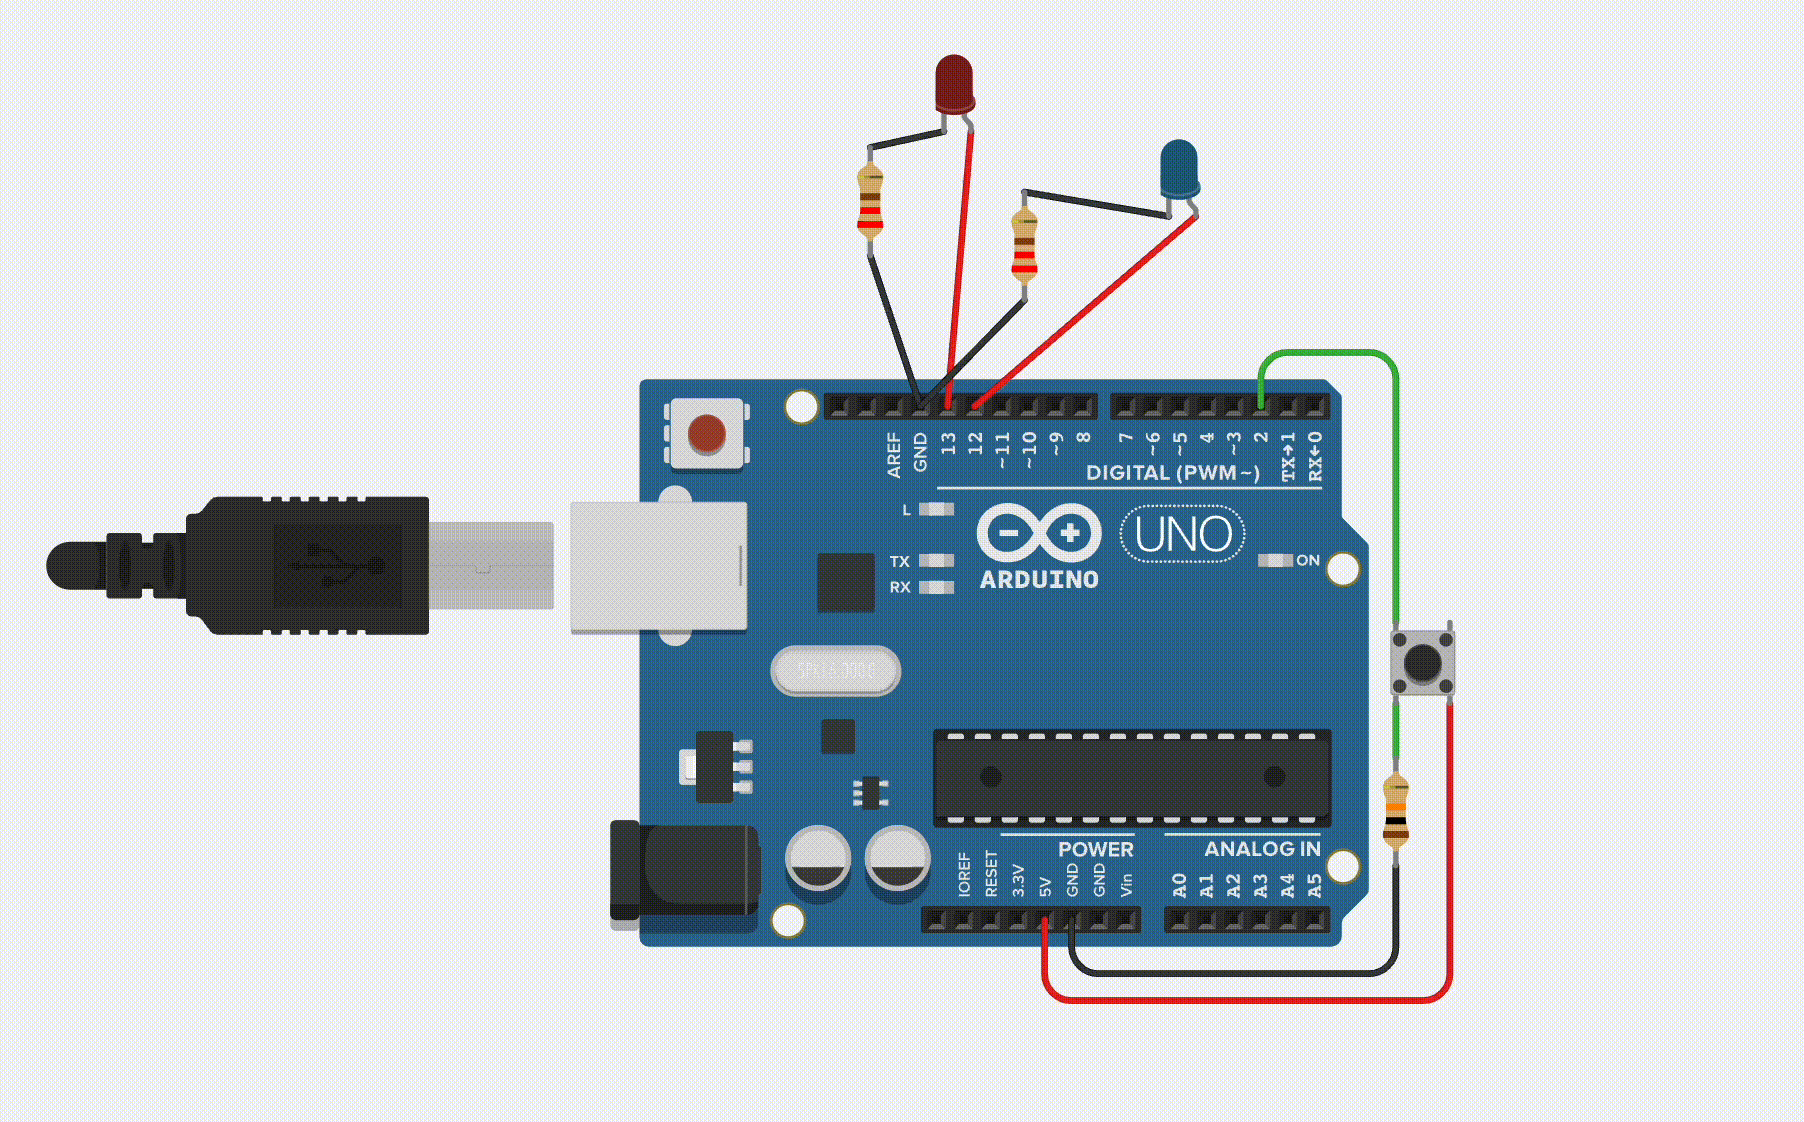 AREF
GND
13
12
~11
~10
~9
8
7
~6
~5
4
~3
2
TX→1
RX←0
DIGITAL (PWM ~)
L
TX
RX
ARDUINO
UNO
ON
POWER
ANALOG IN
IOREF
RESET
3.3V
5V
GND
GND
Vin
A0
A1
A2
A3
A4
A5